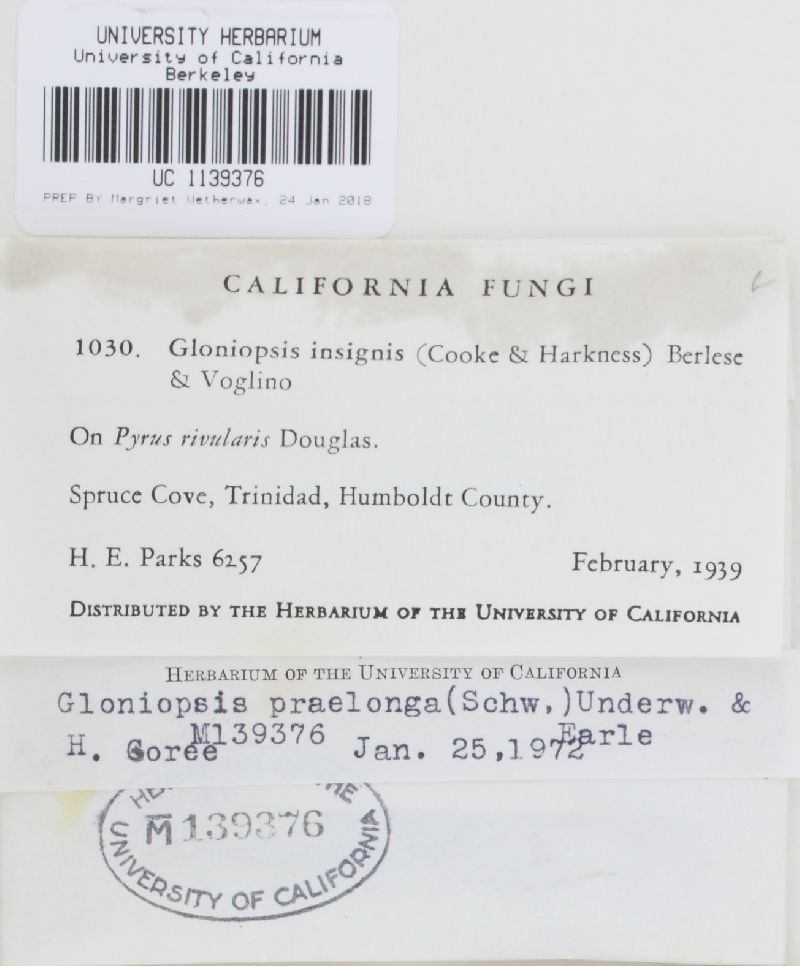 UNIVERSITY HERBARIUM
University of California
Berkeley
UC 1139376
PREP BY Margriet Wetherwax, 24 Jan 2018
CALIFORNIA FUNGI
1030. Gloniopsis insignis (Cooke & Harkness) Berlese
& Voglino
On Pyrus rivularis Douglas.
Spruce Cove, Trinidad, Humboldt County.
H. E. Parks 6257 February, 1939
DISTRIBUTED BY THE HERBARIUM OF THE UNIVERSITY OF CALIFORNIA
HERBARIUM OF THE UNIVERSITY OF CALIFORNIA
Gloniopsis praelonga(Schw,)Underw. &
Earle
M139376
H. Goree Jan. 25,1972
M139376
UNIVERSITY OF CALIFORNIA